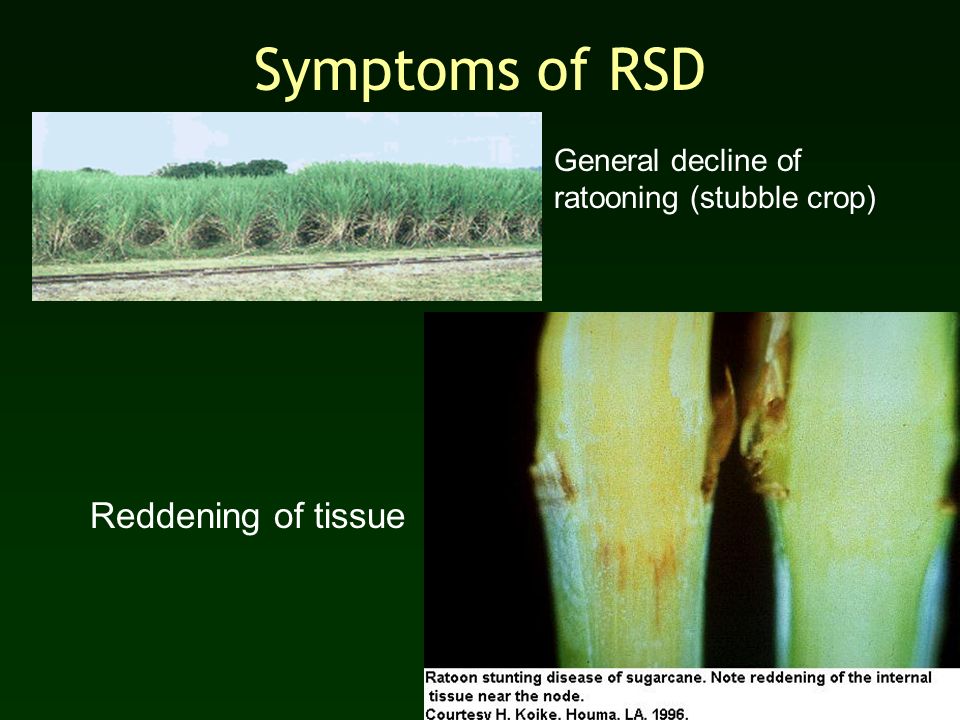 Symptoms of RSD
General decline of
ratooning (stubble crop)
Reddening of tissue
Ratoon stunting disease of sugarcane. Note reddening of the internal
tissue near the node.
Courtesy H. Koike, Houma, LA, 1996.